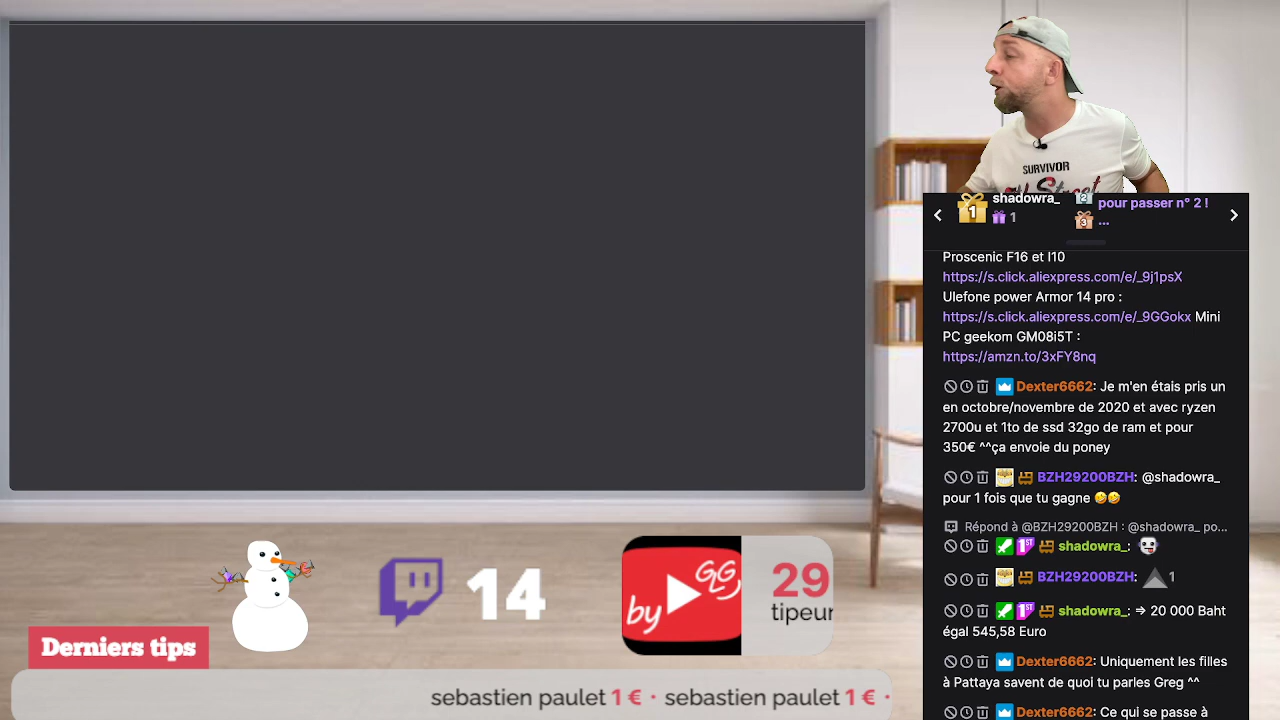 SURVIVOR
1
shadowra_
1
2
3
pour passer n° 2 !
...
Proscenic F16 et I10
https://s.click.aliexpress.com/e/_9j1psX
Ulefone power Armor 14 pro :
https://s.click.aliexpress.com/e/_9GGokx Mini
PC geekom GM08i5T :
https://amzn.to/3xFY8nq
Dexter6662: Je m'en étais pris un
en octobre/novembre de 2020 et avec ryzen
2700u et 1to de ssd 32go de ram et pour
350€ ^^ça envoie du poney
BZH29200BZH: @shadowra_
pour 1 fois que tu gagne 🤣🤣
Répond à @BZH29200BZH : @shadowra_ po...
1ST shadowra_: 👻
BZH29200BZH: 1
1ST shadowra_: => 20 000 Baht
égal 545,58 Euro
Dexter6662: Uniquement les filles
à Pattaya savent de quoi tu parles Greg ^^
Dexter6662: Ce qui se passe à
14
by GLG
29
tipeur
Derniers tips
sebastien paulet 1 € · sebastien paulet 1 € ·